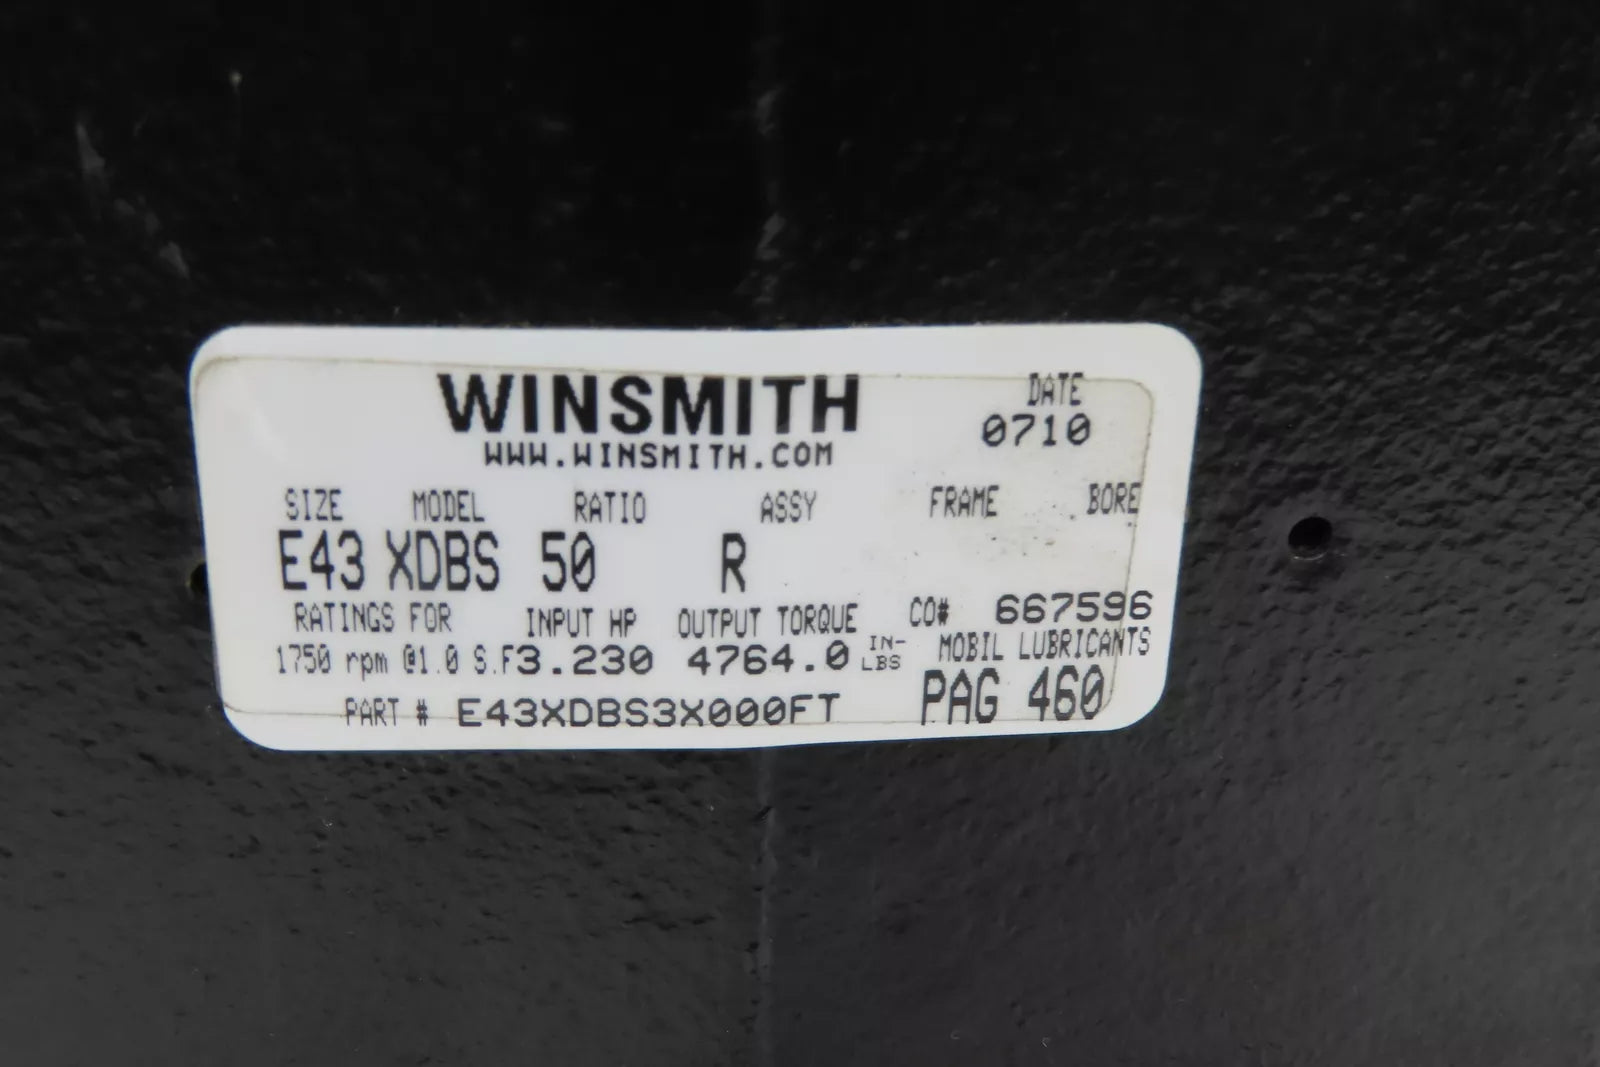 WINSMITH
WWW.WINSMITH.COM
DATE
0710
SIZE MODEL RATIO ASSY FRAME BORE
E43 XDBS 50 R
RATINGS FOR INPUT HP OUTPUT TORQUE CO# 667596
1750 rpm @1.0 S.F 3.230 4764.0 IN-LBS MOBIL LUBRICANTS
PART # E43XDBS3X000FT PAG 460